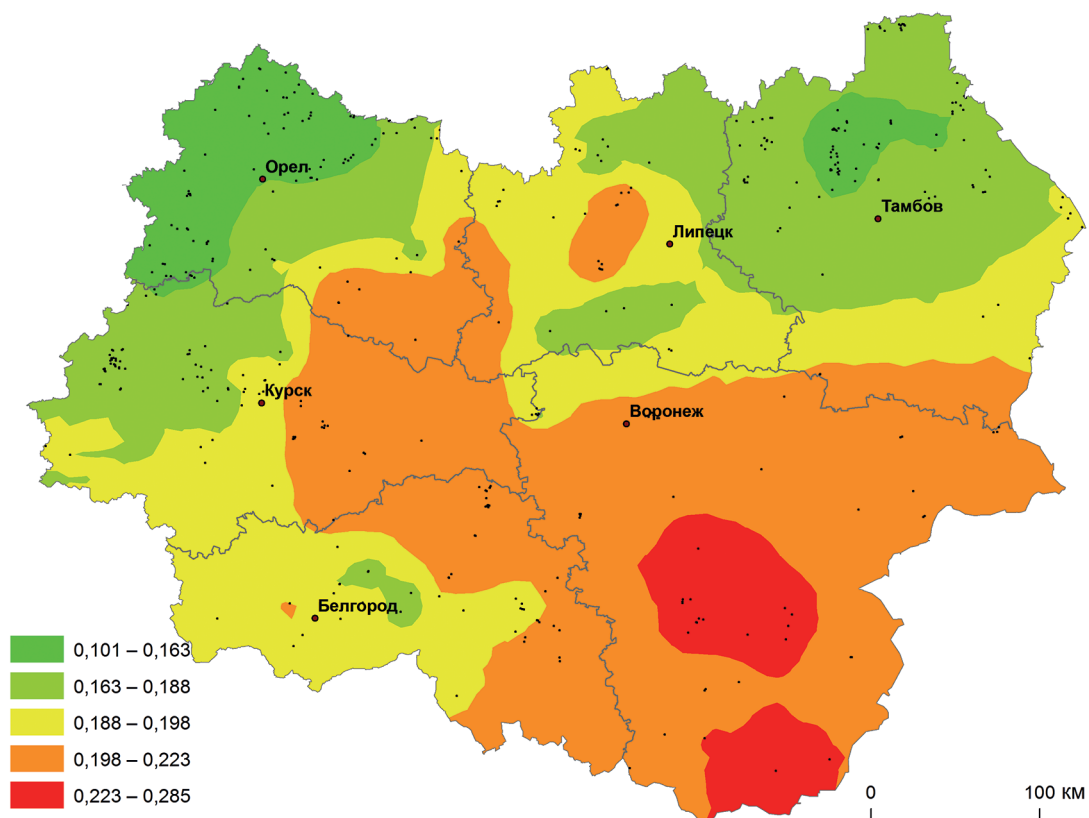 Орел
Тамбов
Липецк
Курск
Воронеж
Белгород
0,101 – 0,163
0,163 – 0,188
0,188 – 0,198
0,198 – 0,223
0,223 – 0,285
0 100 км